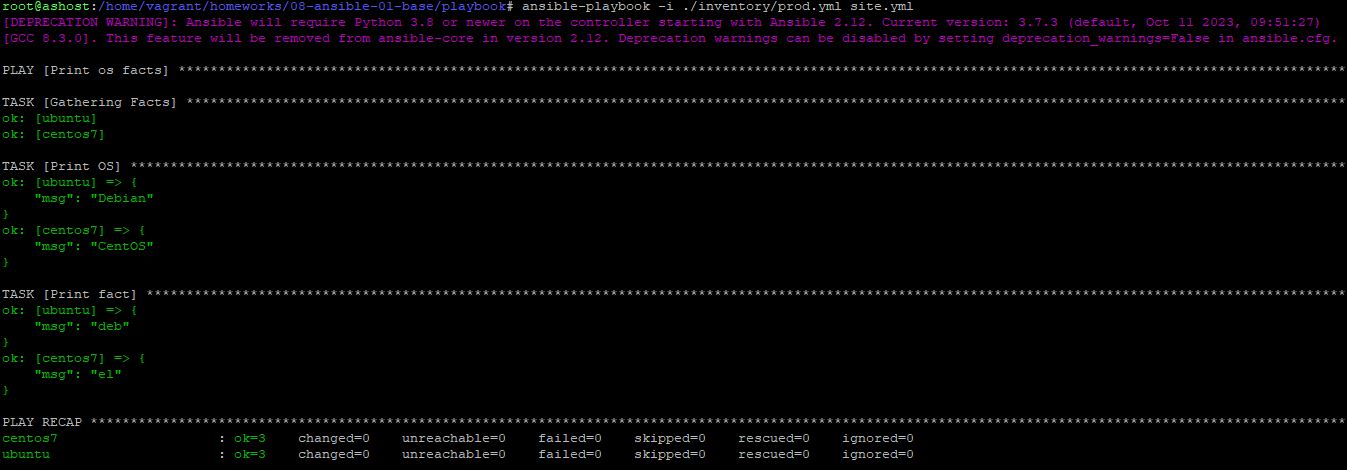 root@ashost:/home/vagrant/homeworks/08-ansible-01-base/playbook# ansible-playbook -i ./inventory/prod.yml site.yml
[DEPRECATION WARNING]: Ansible will require Python 3.8 or newer on the controller starting with Ansible 2.12. Current version: 3.7.3 (default, Oct 11 2023, 09:51:27)
[GCC 8.3.0]. This feature will be removed from ansible-core in version 2.12. Deprecation warnings can be disabled by setting deprecation_warnings=False in ansible.cfg.
PLAY [Print os facts] **************************************************************************************************************************************************
TASK [Gathering Facts] *************************************************************************************************************************************************
ok: [ubuntu]
ok: [centos7]
TASK [Print OS] ********************************************************************************************************************************************************
ok: [ubuntu] => {
    "msg": "Debian"
}
ok: [centos7] => {
    "msg": "CentOS"
}
TASK [Print fact] ******************************************************************************************************************************************************
ok: [ubuntu] => {
    "msg": "deb"
}
ok: [centos7] => {
    "msg": "el"
}
PLAY RECAP *************************************************************************************************************************************************************
centos7                    : ok=3    changed=0    unreachable=0    failed=0    skipped=0    rescued=0    ignored=0
ubuntu                     : ok=3    changed=0    unreachable=0    failed=0    skipped=0    rescued=0    ignored=0